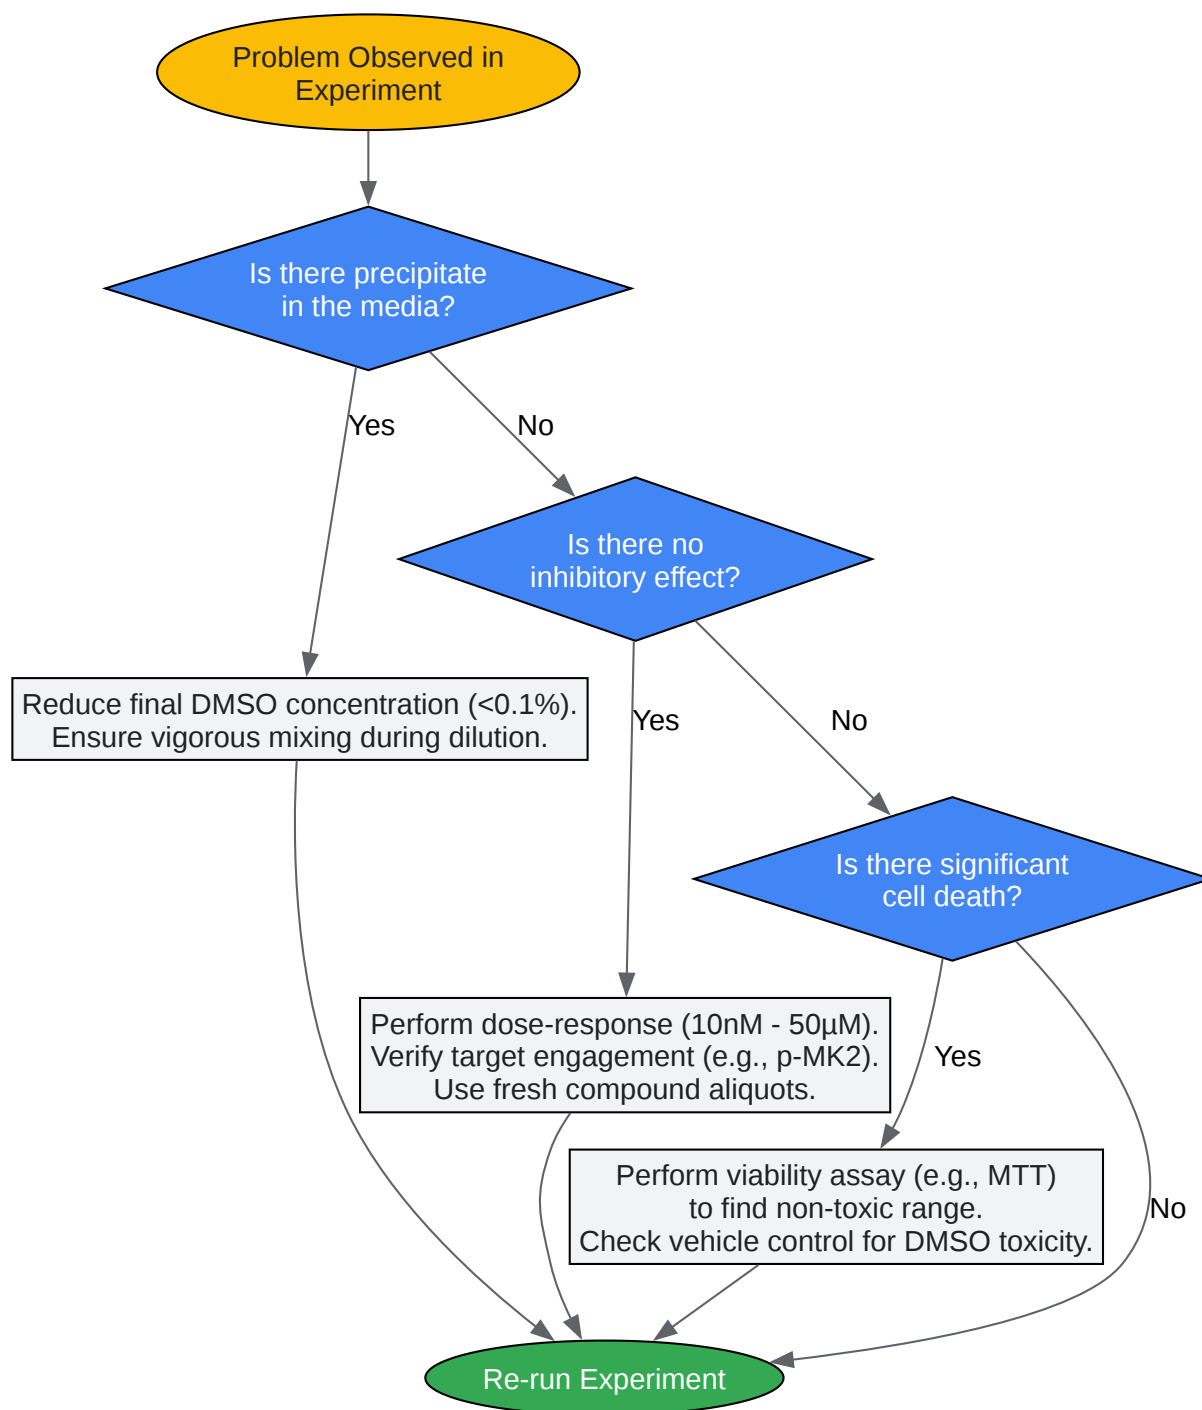 Problem Observed in
Experiment
Is there precipitate
in the media?
Yes
No
Is there no
inhibitory effect?
Reduce final DMSO concentration (<0.1%).
Ensure vigorous mixing during dilution.
Yes
No
Is there significant
cell death?
Perform dose-response (10nM - 50µM).
Verify target engagement (e.g., p-MK2).
Use fresh compound aliquots.
Yes
Perform viability assay (e.g., MTT)
to find non-toxic range.
Check vehicle control for DMSO toxicity.
No
Re-run Experiment